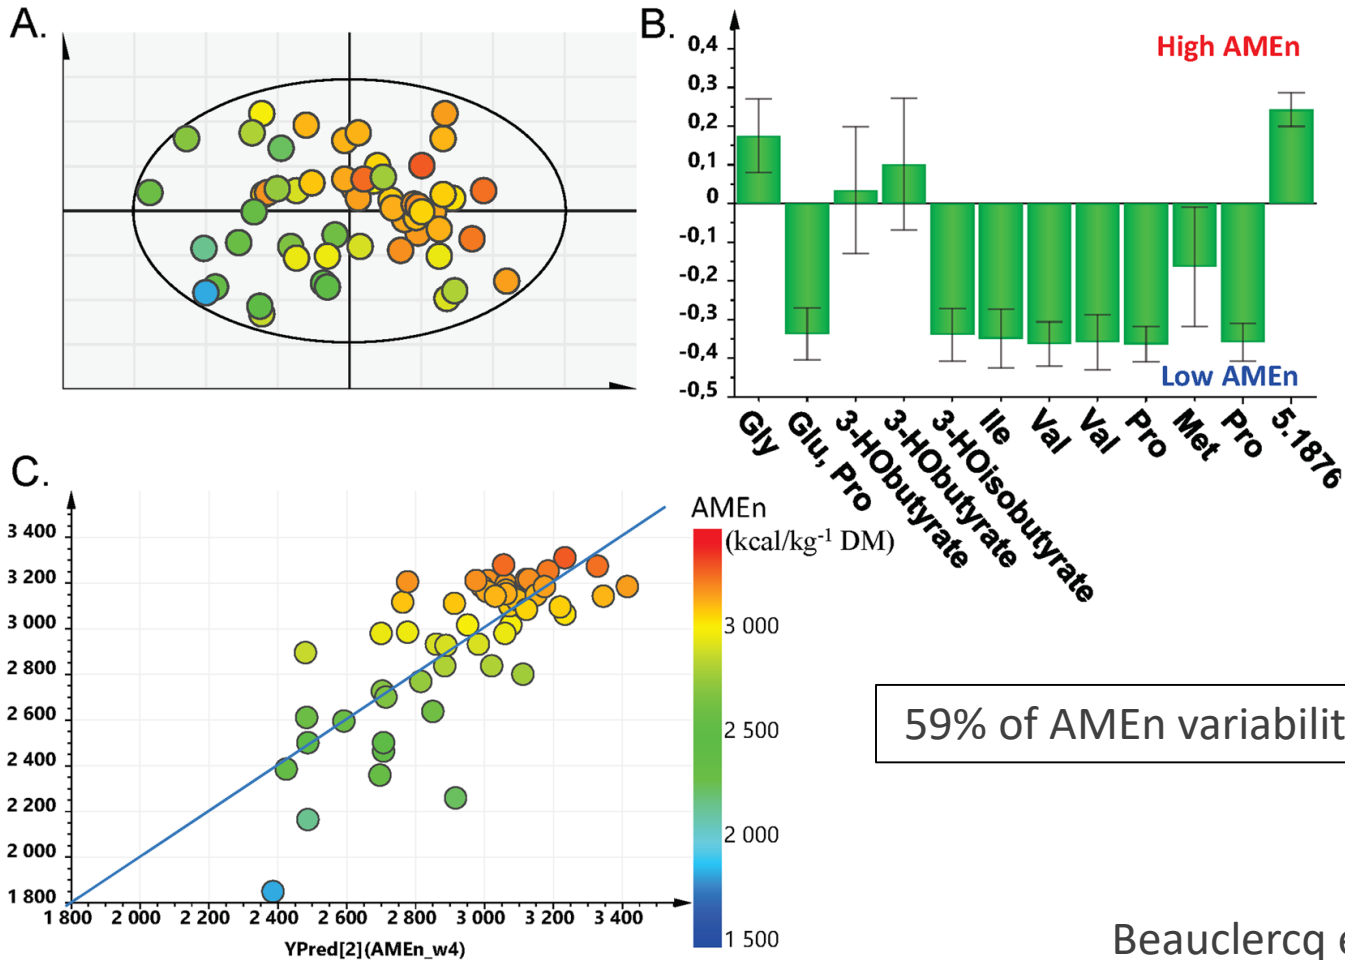 A.
B.
0,4
0,3
0,2
0,1
0
-0,1
-0,2
-0,3
-0,4
-0,5
High AMEn
Low AMEn
Gly
Glu, Pro
3-HObutyrate
3-HObutyrate
3-HOisobutyrate
Ile
Val
Val
Pro
Met
Pro
5.1876
C.
3 400
3 200
3 000
2 800
2 600
2 400
2 200
2 000
1 800
1 800
2 000
2 200
2 400
2 600
2 800
3 000
3 200
3 400
YPred[2](AMEn_w4)
AMEn
(kcal/kg⁻¹ DM)
3 000
2 500
2 000
1 500
59% of AMEn variabilit
Beauclercq e